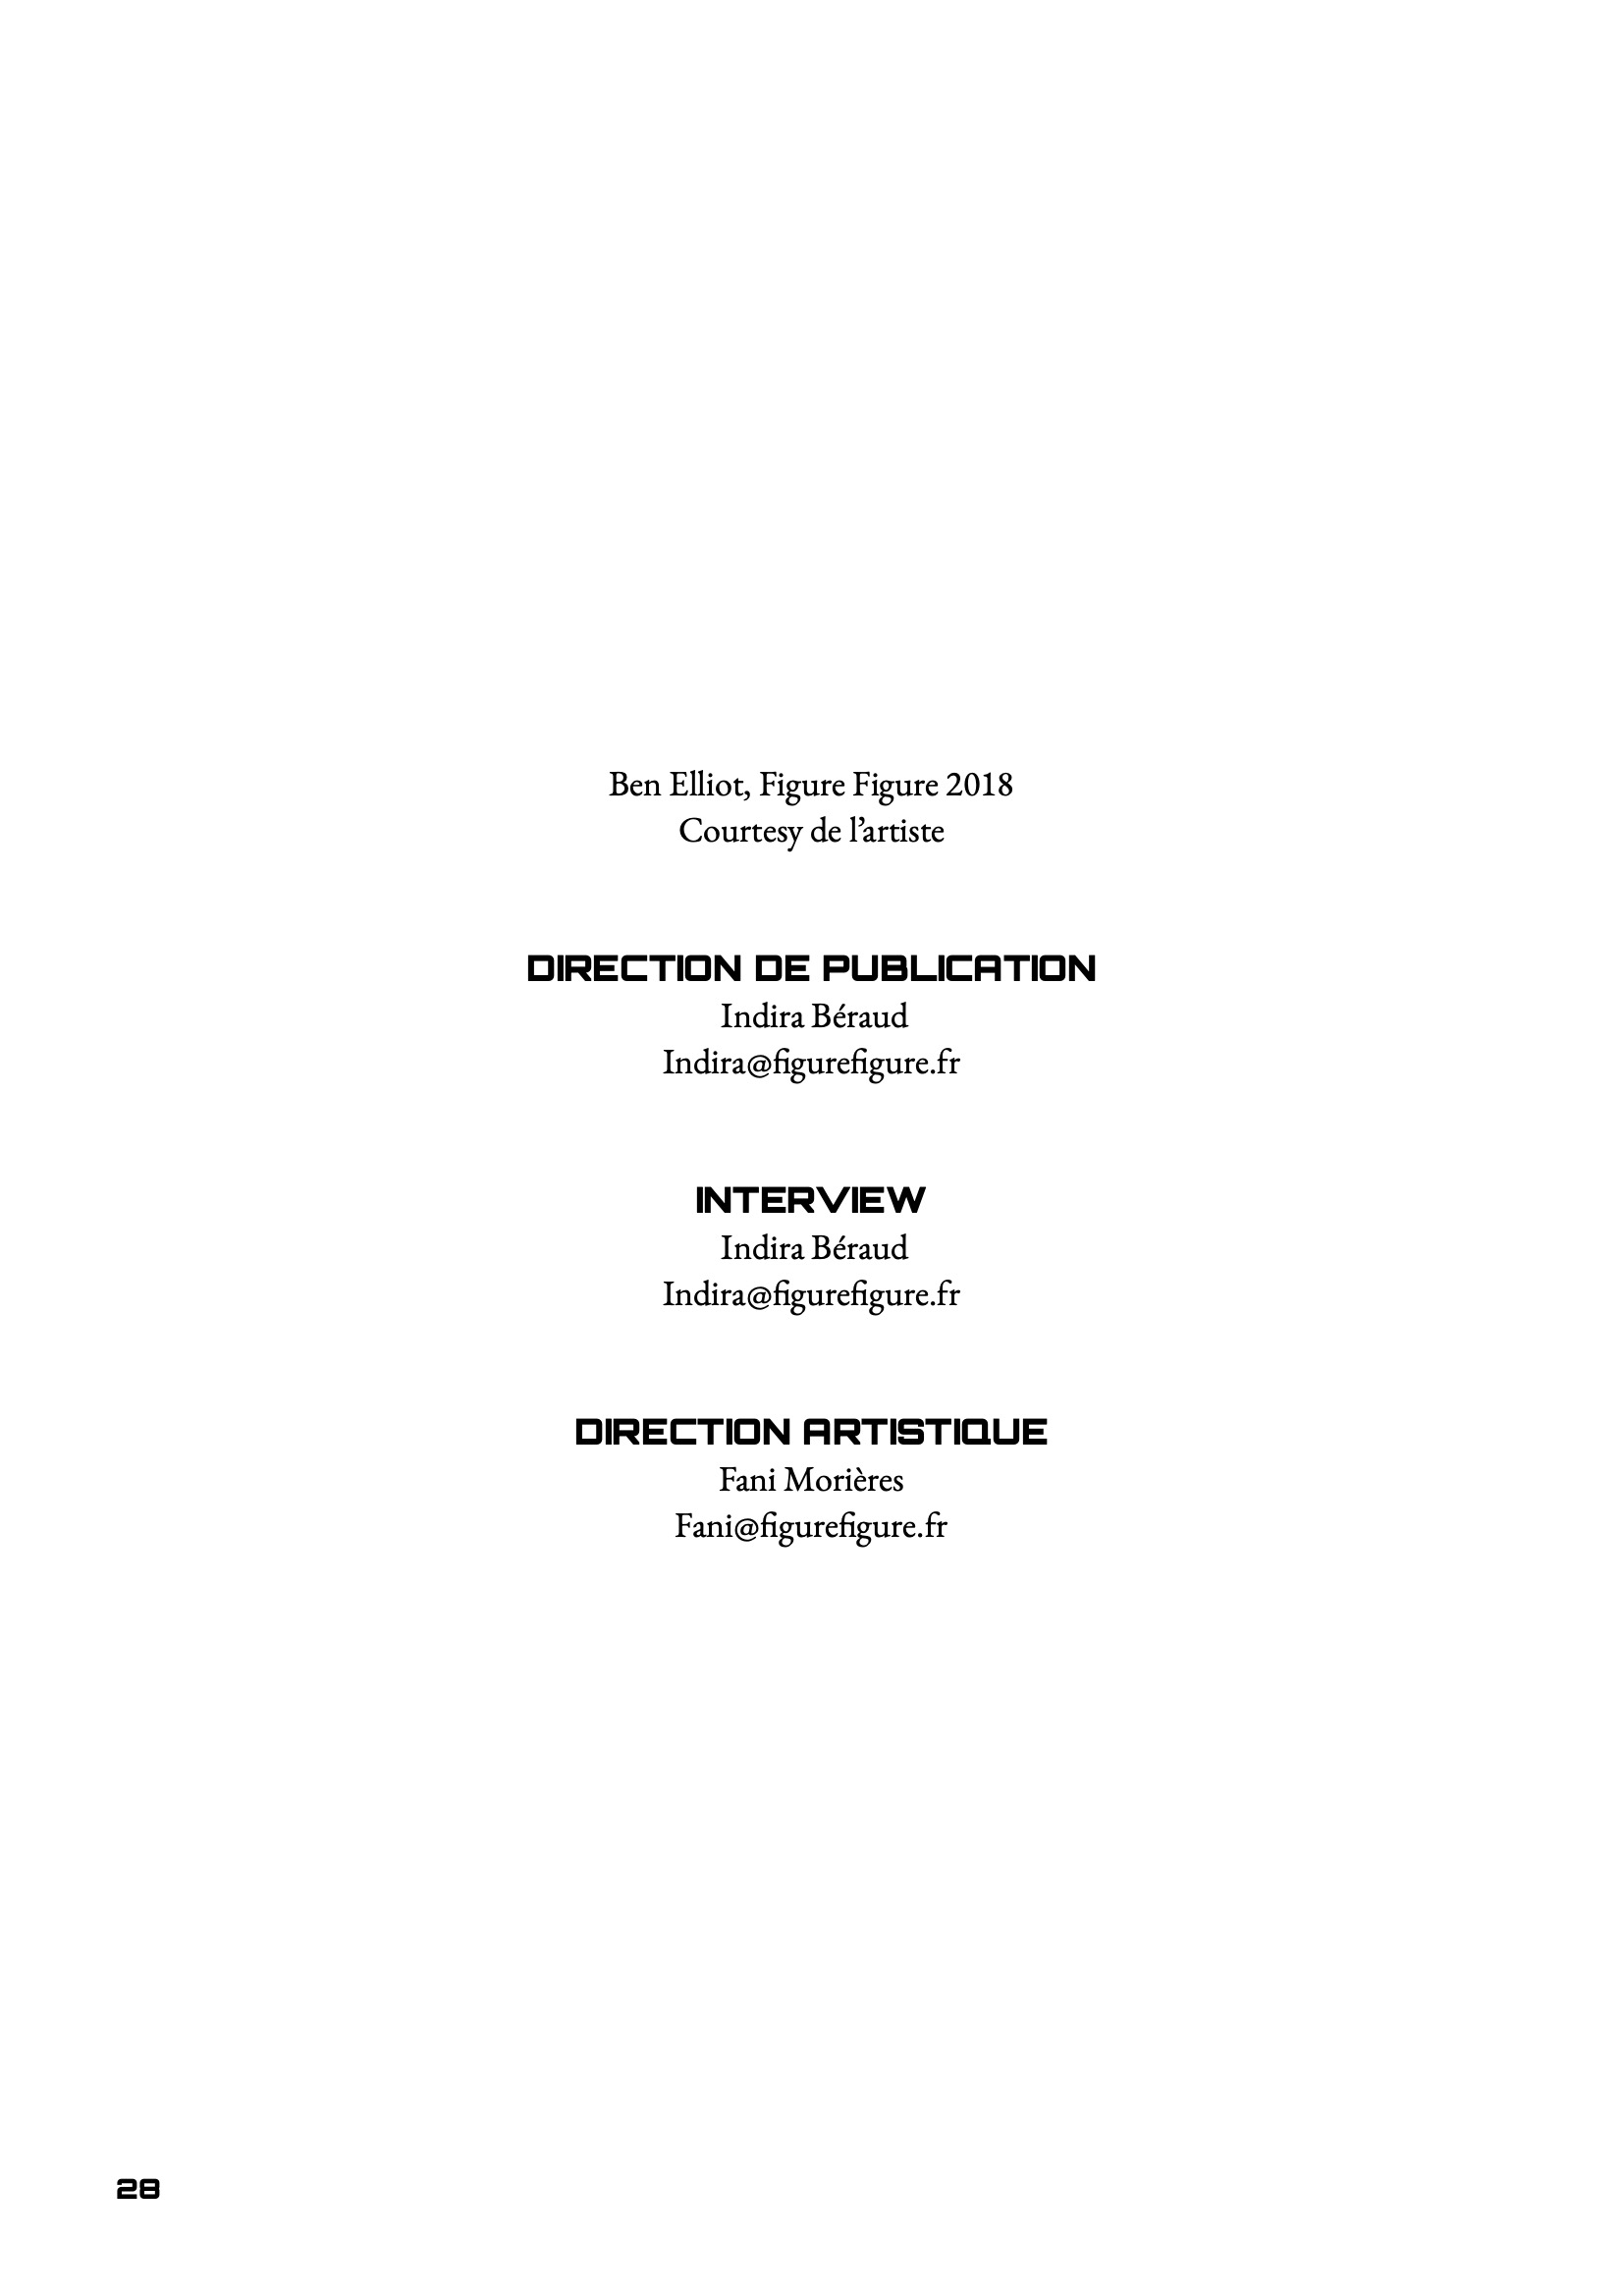 Ben Elliot, Figure Figure 2018
Courtesy de l’artiste
DIRECTION DE PUBLICATION
Indira Béraud
Indira@figurefigure.fr
INTERVIEW
Indira Béraud
Indira@figurefigure.fr
DIRECTION ARTISTIQUE
Fani Morières
Fani@figurefigure.fr
28